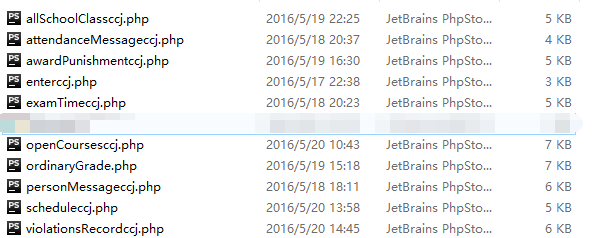 allSchoolClassccj.php 2016/5/19 22:25 JetBrains PhpSto... 5 KB
attendanceMessageccj.php 2016/5/18 20:37 JetBrains PhpSto... 4 KB
awardPunishmentccj.php 2016/5/19 16:30 JetBrains PhpSto... 5 KB
enterccj.php 2016/5/17 22:38 JetBrains PhpSto... 3 KB
examTimeccj.php 2016/5/18 20:23 JetBrains PhpSto... 5 KB
openCoursesccj.php 2016/5/20 10:43 JetBrains PhpSto... 7 KB
ordinaryGrade.php 2016/5/19 15:18 JetBrains PhpSto... 7 KB
personMessageccj.php 2016/5/18 18:11 JetBrains PhpSto... 6 KB
scheduleccj.php 2016/5/20 13:58 JetBrains PhpSto... 5 KB
violationsRecordccj.php 2016/5/20 14:45 JetBrains PhpSto... 6 KB